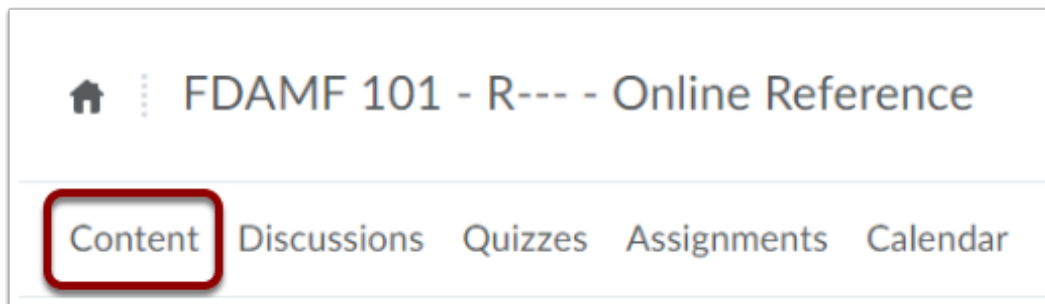 FDAMF 101 - R--- - Online Reference
Content Discussions Quizzes Assignments Calendar